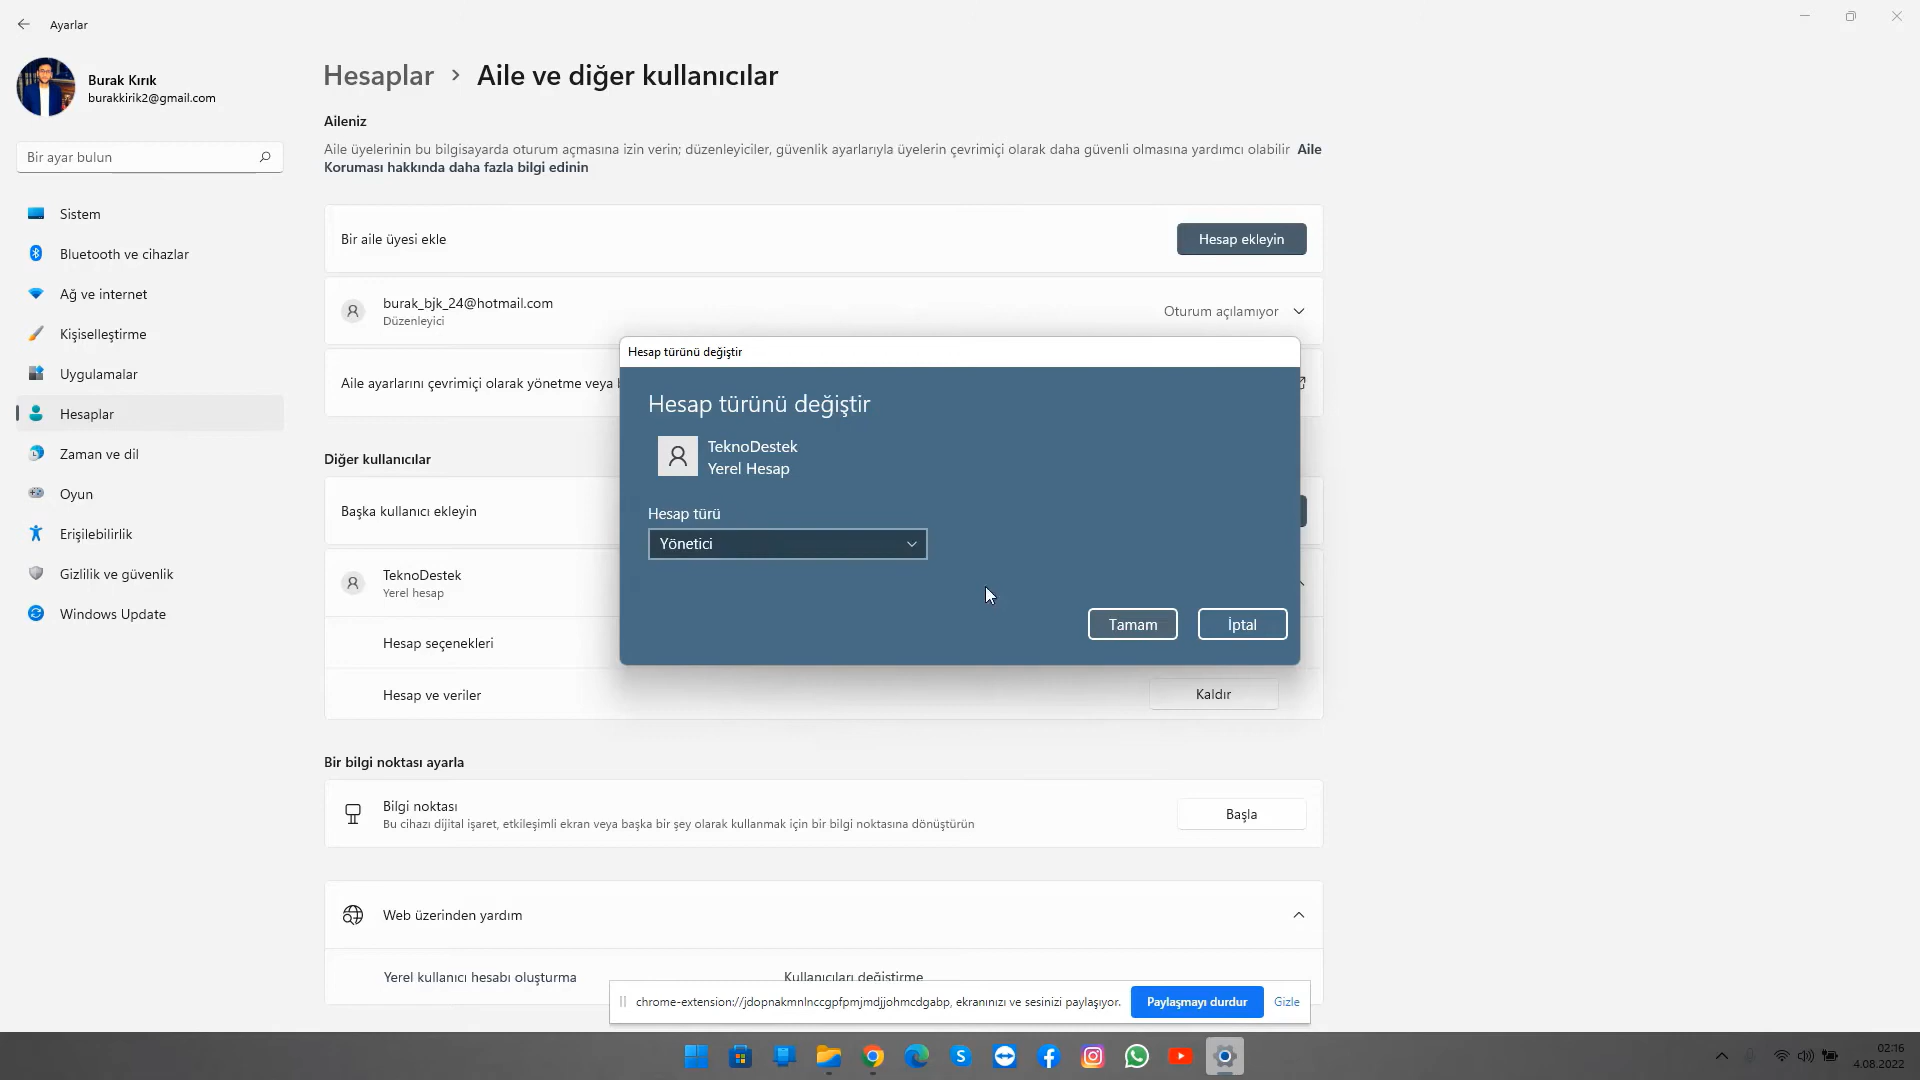 Ayarlar
Burak Kırık
burakkirik2@gmail.com
Bir ayar bulun
Sistem
Bluetooth ve cihazlar
Ağ ve internet
Kişiselleştirme
Uygulamalar
Hesaplar
Zaman ve dil
Oyun
Erişilebilirlik
Gizlilik ve güvenlik
Windows Update
Hesaplar > Aile ve diğer kullanıcılar
Aileniz
Aile üyelerinin bu bilgisayarda oturum açmasına izin verin; düzenleyiciler, güvenlik ayarlarıyla üyelerin çevrimiçi olarak daha güvenli olmasına yardımcı olabilir Aile
Koruması hakkında daha fazla bilgi edinin
Bir aile üyesi ekle
Hesap ekleyin
burak_bjk_24@hotmail.com
Düzenleyici
Oturum açılamıyor
Aile ayarlarını çevrimiçi olarak yönetme veya
Hesap türünü değiştir
Hesap türünü değiştir
TeknoDestek
Yerel Hesap
Hesap türü
Yönetici
Tamam
İptal
Diğer kullanıcılar
Başka kullanıcı ekleyin
TeknoDestek
Yerel hesap
Hesap seçenekleri
Hesap ve veriler
Kaldır
Bir bilgi noktası ayarla
Bilgi noktası
Bu cihazı dijital işaret, etkileşimli ekran veya başka bir şey olarak kullanmak için bir bilgi noktasına dönüştürün
Başla
Web üzerinden yardım
Yerel kullanıcı hesabı oluşturma
Kullanıcıları değiştirme
chrome-extension://jdopnakmnlnccgpfpmjmdjjohmcdgabp, ekranınızı ve sesinizi paylaşıyor.
Paylaşmayı durdur
Gizle
02:16
4.08.2022